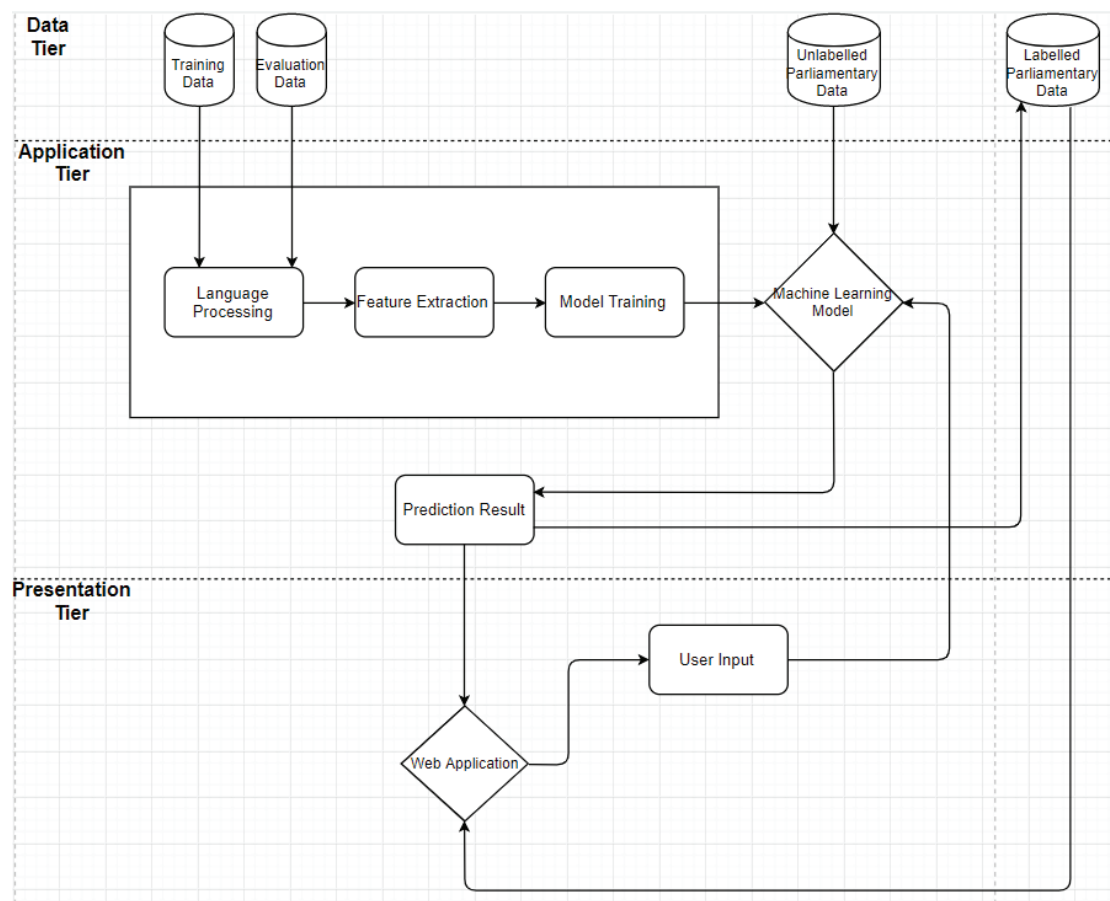 Data
Tier
Training
Data
Evaluation
Data
Unlabelled
Parliamentary
Data
Labelled
Parliamentary
Data
Application
Tier
Language
Processing
Feature Extraction
Model Training
Machine Learning
Model
Prediction Result
Presentation
Tier
User Input
Web Application